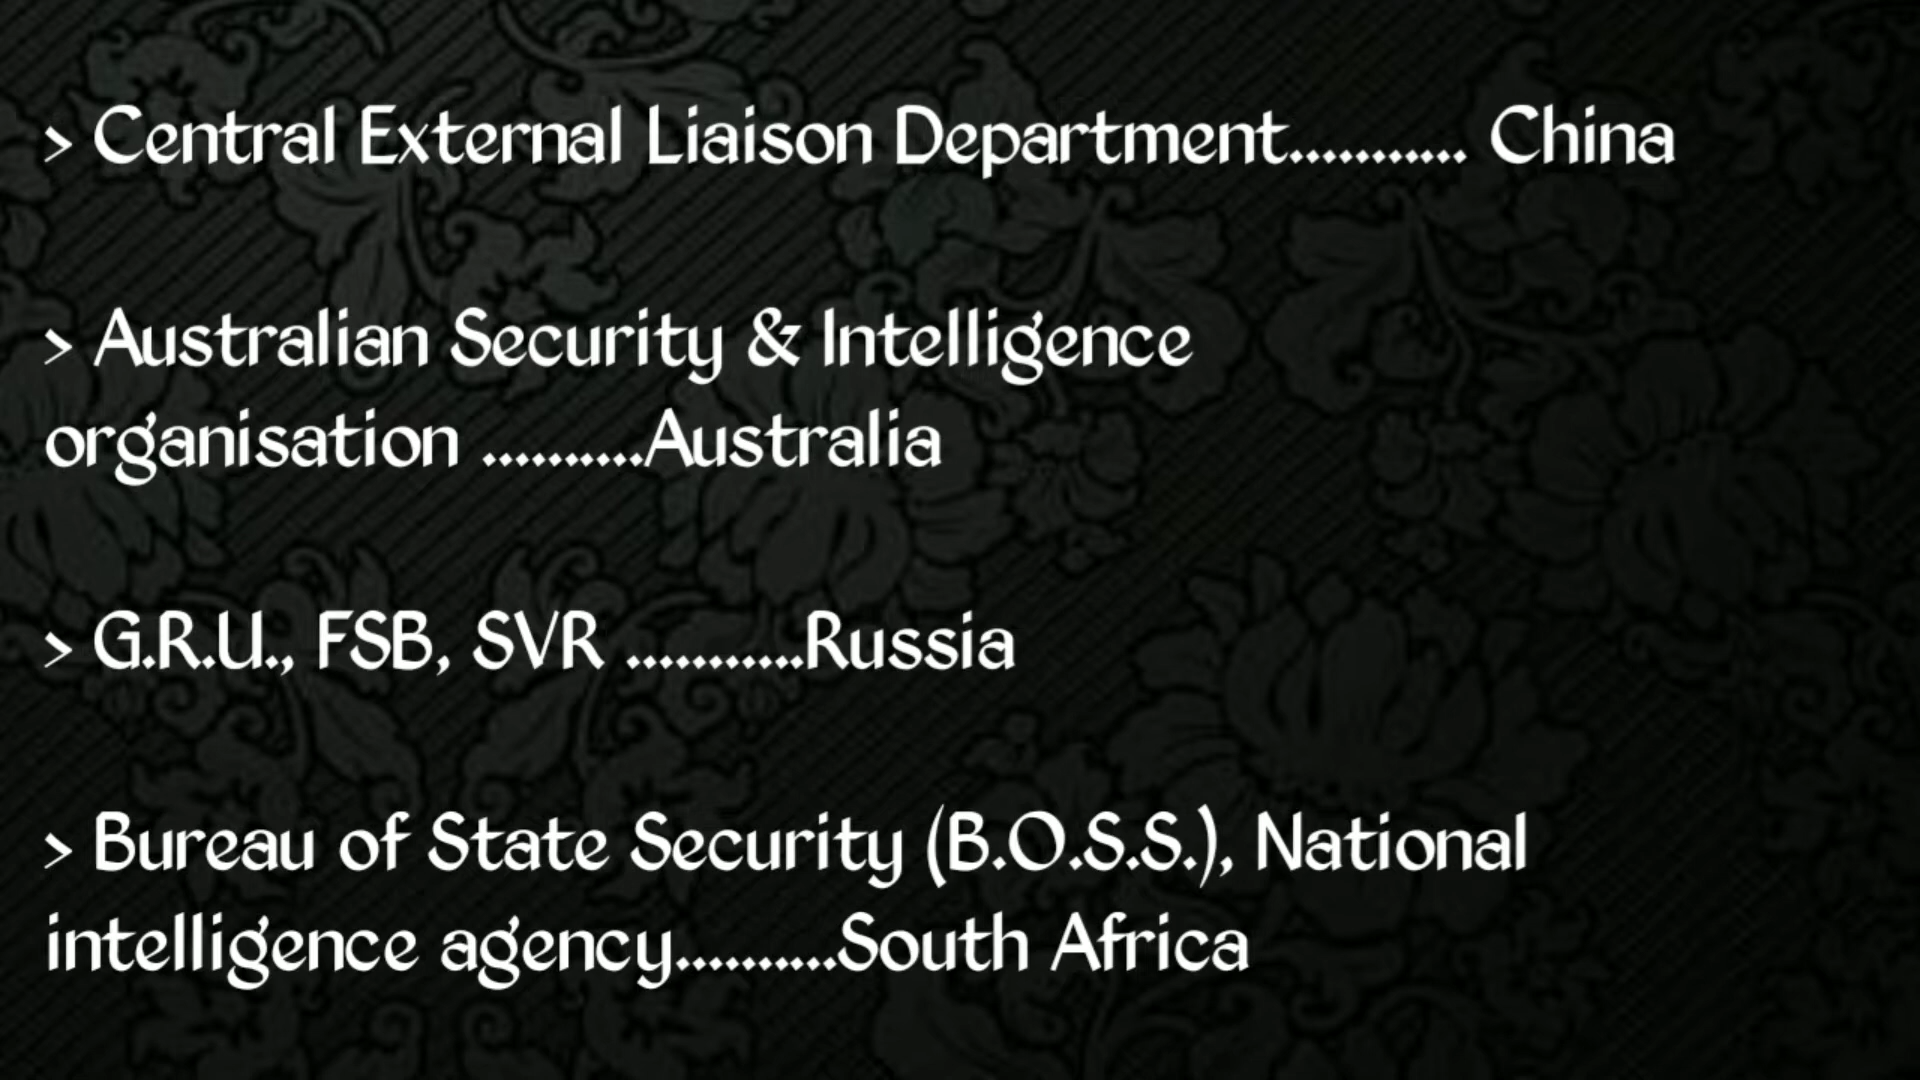 > Central External Liaison Department........... China
> Australian Security & Intelligence
organisation ..........Australia
> G.R.U., FSB, SVR ...........Russia
> Bureau of State Security (B.O.S.S.), National
intelligence agency..........South Africa